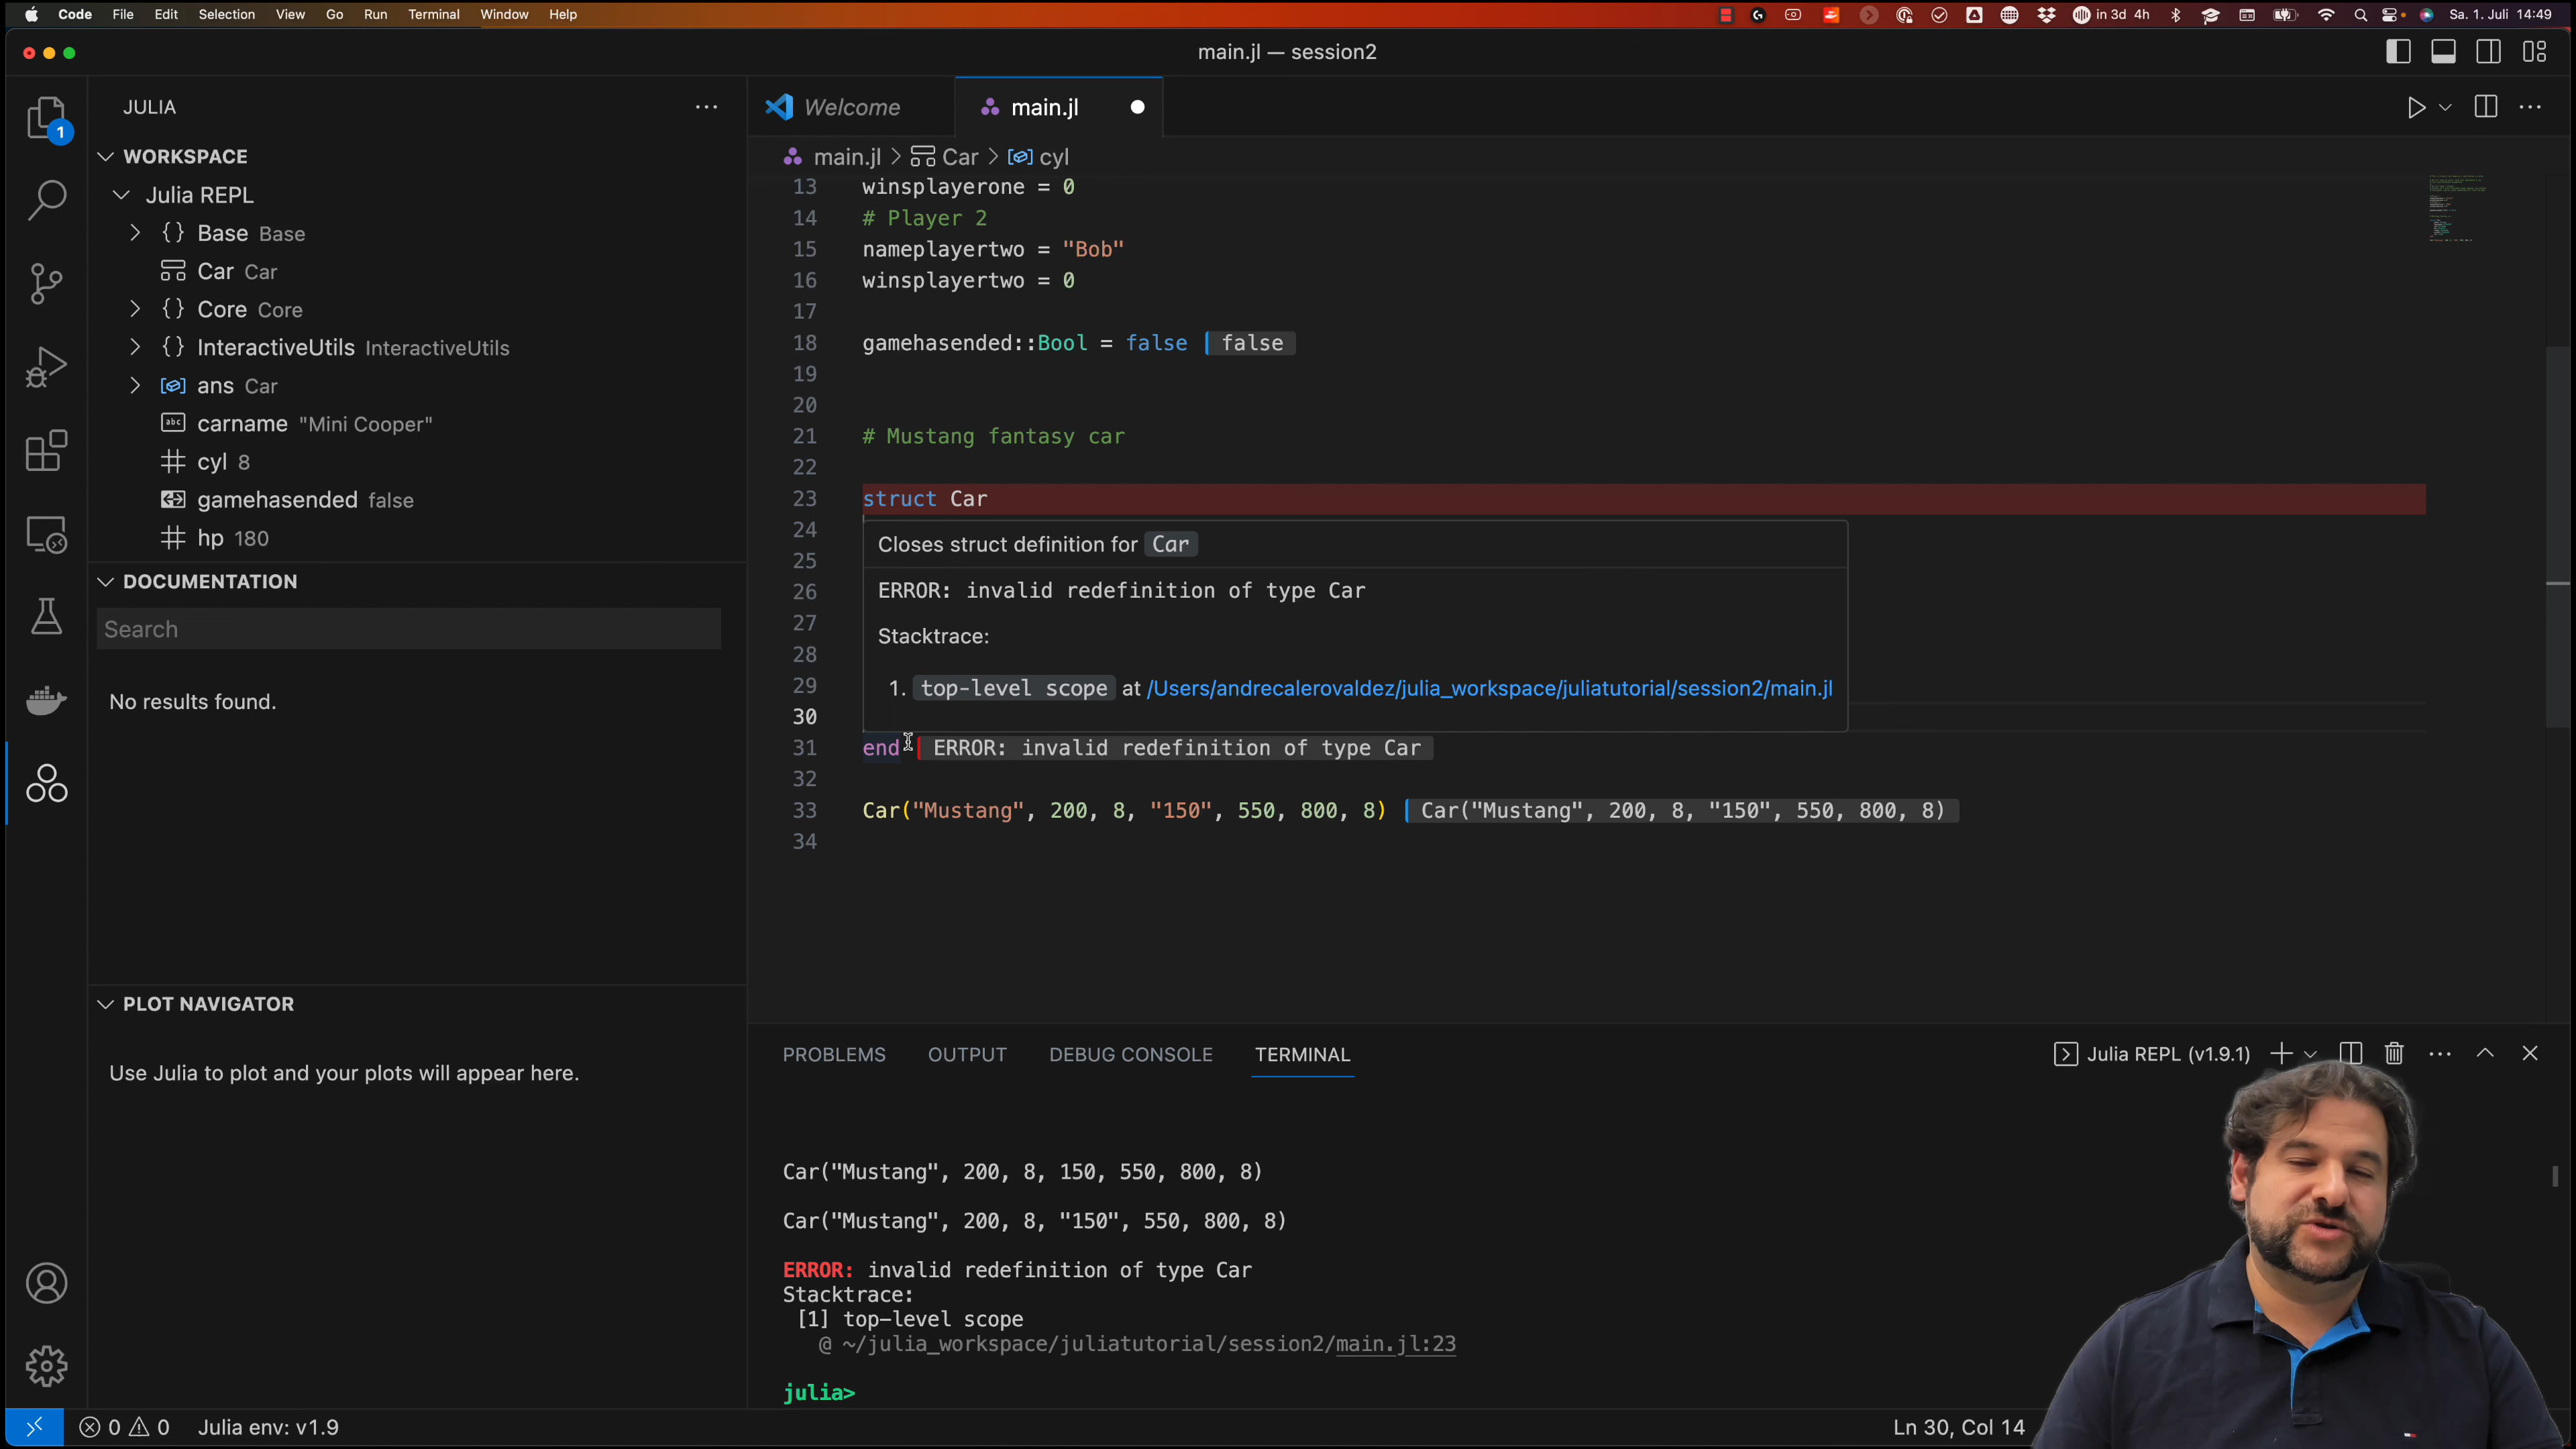 Code File Edit Selection View Go Run Terminal Window Help in 3d 4h Sa. 1. Juli 14:49
main.jl — session2
JULIA
Welcome main.jl
1
WORKSPACE
main.jl > Car > cyl
Julia REPL
Base Base
Car Car
Core Core
InteractiveUtils InteractiveUtils
ans Car
carname "Mini Cooper"
cyl 8
gamehasended false
hp 180
DOCUMENTATION
Search
No results found.
PLOT NAVIGATOR
Use Julia to plot and your plots will appear here.
13 winsplayerone = 0
14 # Player 2
15 nameplayertwo = "Bob"
16 winsplayertwo = 0
17
18 gamehasended::Bool = false false
19
20
21 # Mustang fantasy car
22
23 struct Car
24
Closes struct definition for Car
25
26 ERROR: invalid redefinition of type Car
27 Stacktrace:
28
29 1. top-level scope at /Users/andrecalerovaldez/julia_workspace/juliatutorial/session2/main.jl
30
31 end ERROR: invalid redefinition of type Car
32
33 Car("Mustang", 200, 8, "150", 550, 800, 8) Car("Mustang", 200, 8, "150", 550, 800, 8)
34
PROBLEMS OUTPUT DEBUG CONSOLE TERMINAL Julia REPL (v1.9.1)
Car("Mustang", 200, 8, 150, 550, 800, 8)
Car("Mustang", 200, 8, "150", 550, 800, 8)
ERROR: invalid redefinition of type Car
Stacktrace:
[1] top-level scope
@ ~/julia_workspace/juliatutorial/session2/main.jl:23
julia>
0 0 Julia env: v1.9 Ln 30, Col 14